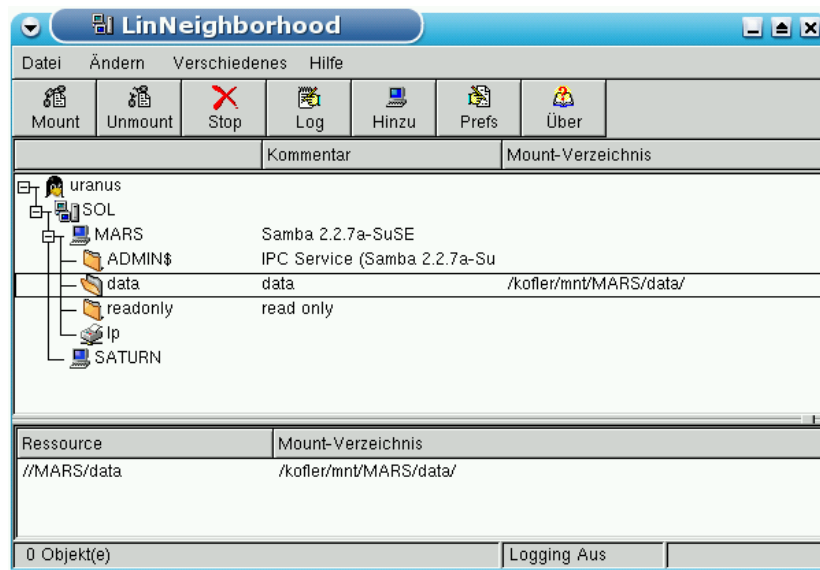 LinNeighborhood
Datei Ändern Verschiedenes Hilfe
Mount Unmount Stop Log Hinzu Prefs Über
Kommentar Mount-Verzeichnis
uranus
SOL
MARS Samba 2.2.7a-SuSE
ADMIN$ IPC Service (Samba 2.2.7a-Su
data data /kofler/mnt/MARS/data/
readonly read only
lp
SATURN
Ressource Mount-Verzeichnis
//MARS/data /kofler/mnt/MARS/data/
0 Objekt(e) Logging Aus